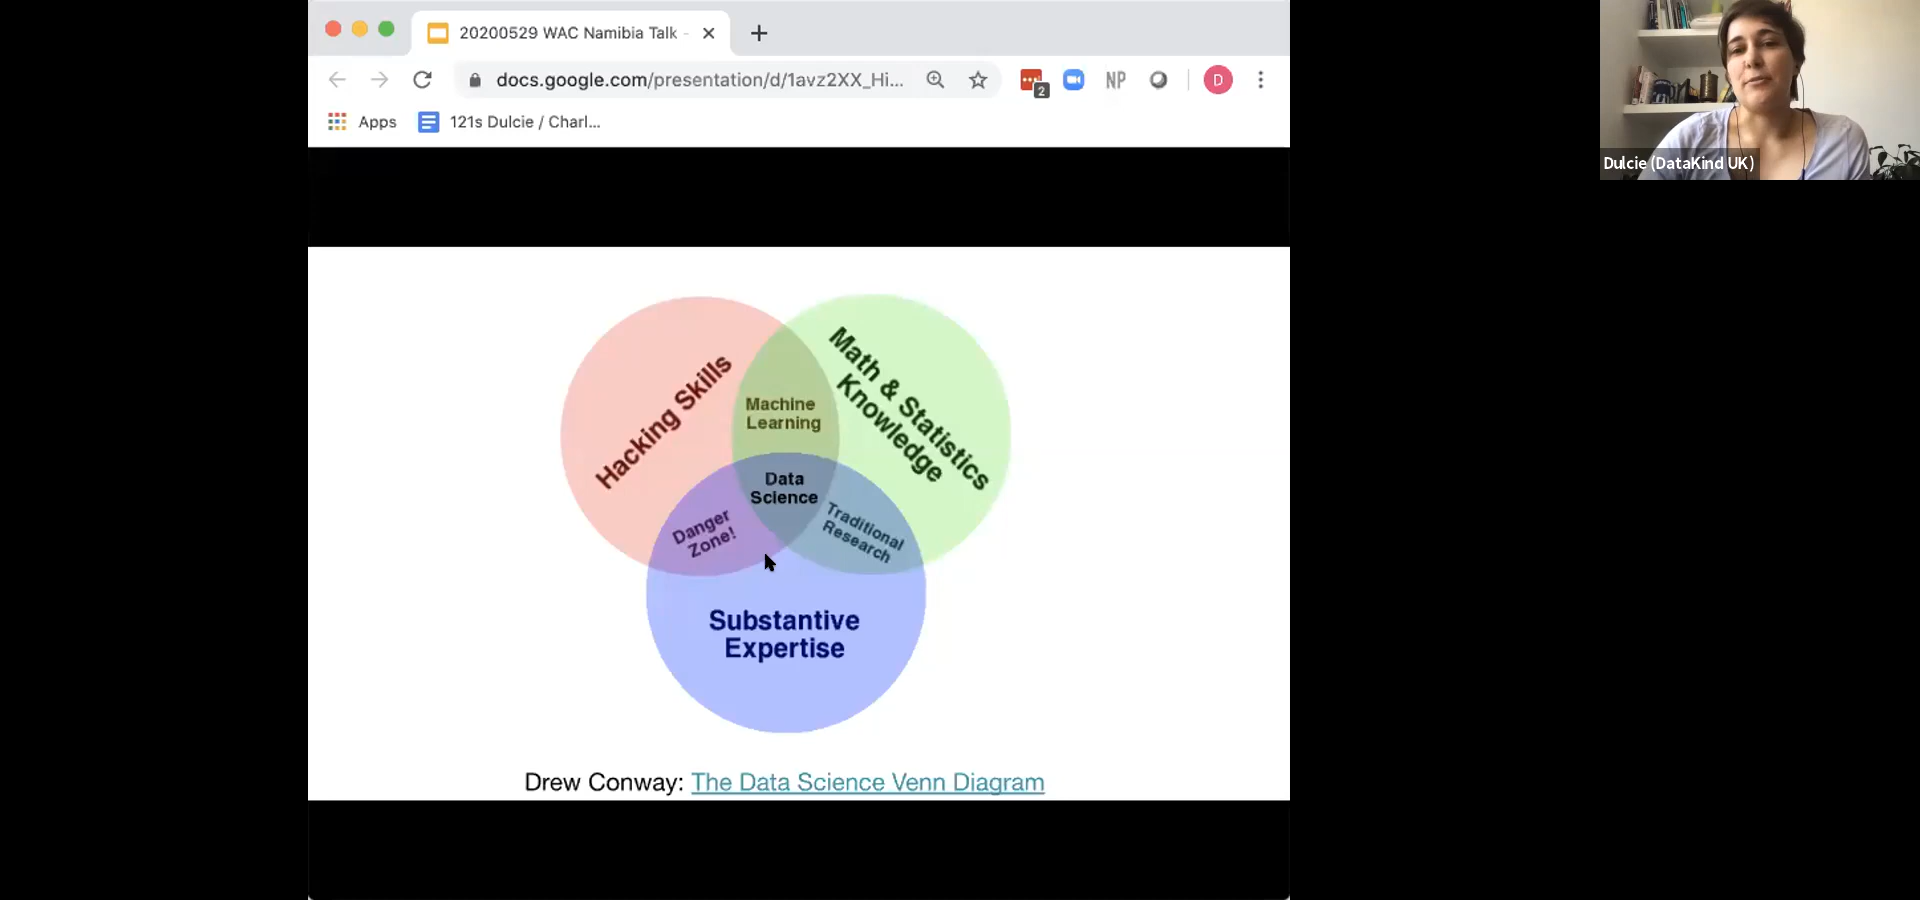 20200529 WAC Namibia Talk -
docs.google.com/presentation/d/1avz2XX_Hi...
2
NP
D
Apps
121s Dulcie / Charl...
Dulcie (DataKind UK)
Hacking Skills
Math & Statistics
Knowledge
Machine
Learning
Data
Science
Danger
Zone!
Traditional
Research
Substantive
Expertise
Drew Conway: The Data Science Venn Diagram